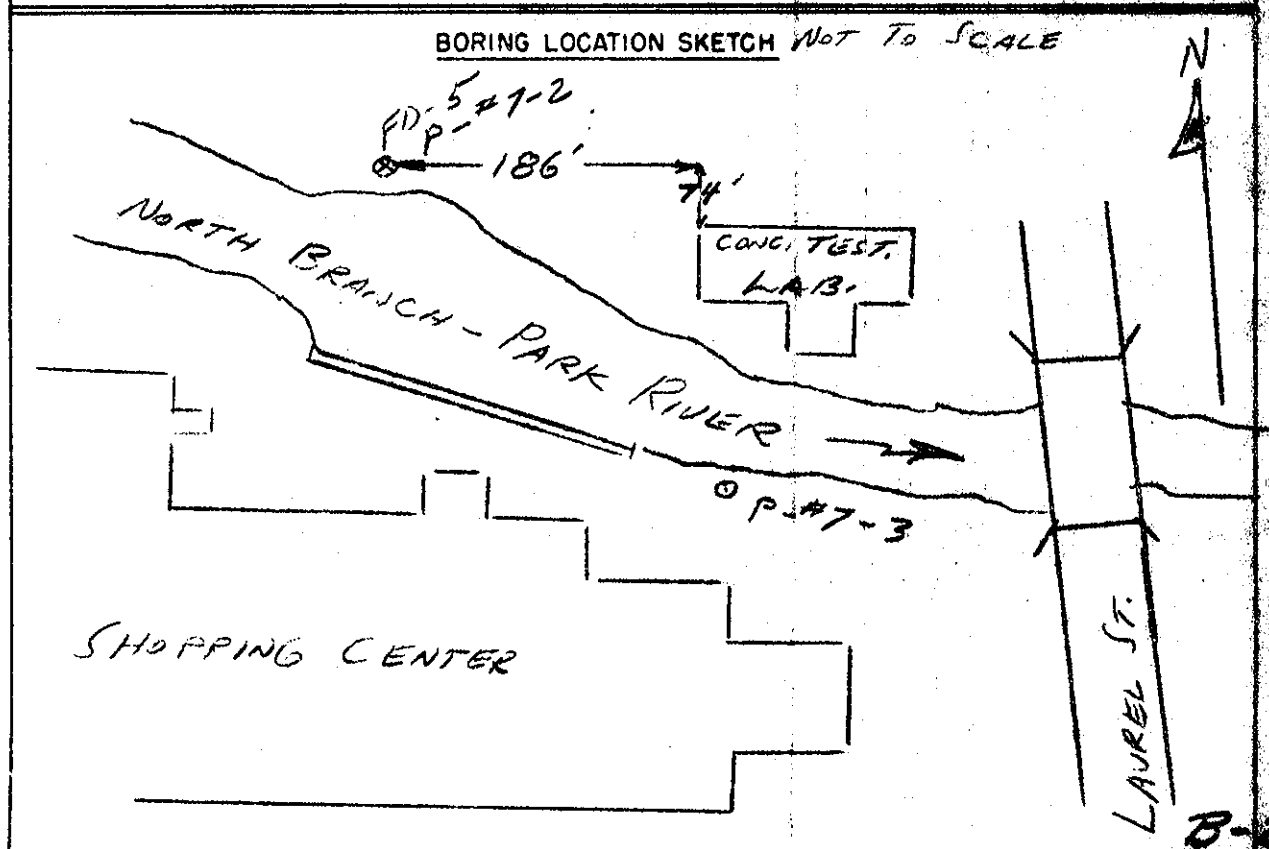 BORING LOCATION SKETCH NOT TO SCALE
N
FD-5
P-#7-2
186'
74'
CONC. TEST.
LAB.
NORTH BRANCH - PARK RIVER
P-#7-3
SHOPPING CENTER
LAUREL ST.
B-